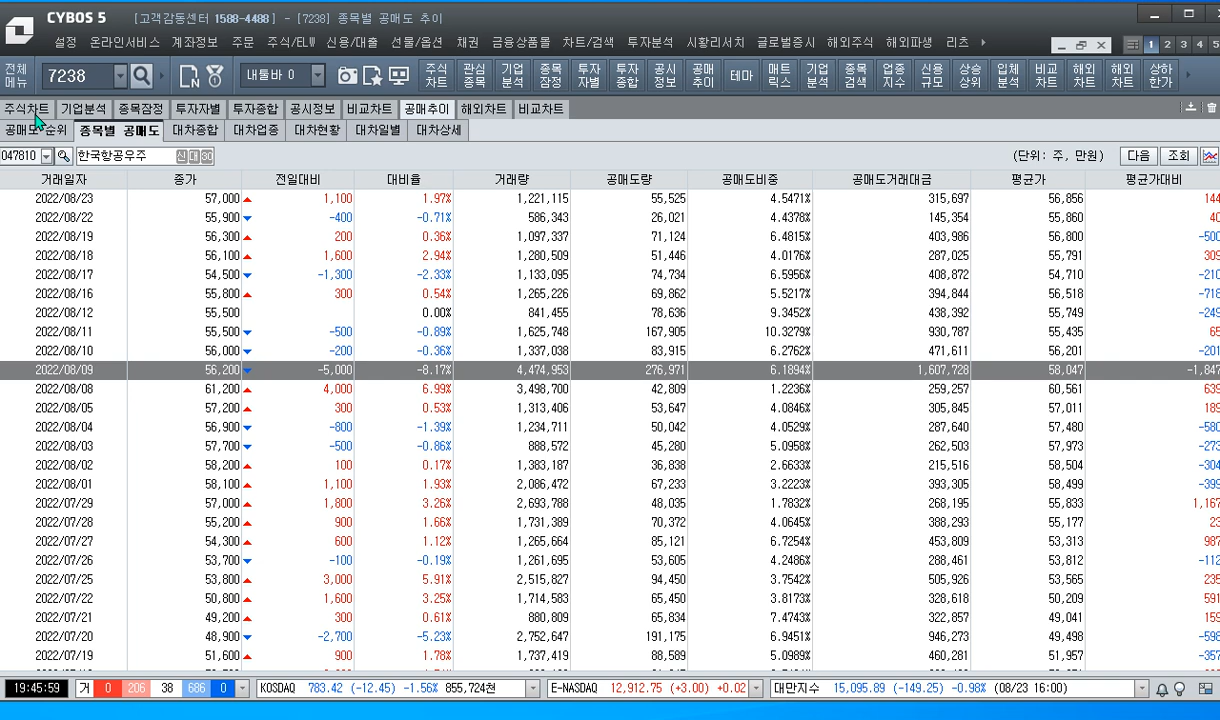 CYBOS 5 [고객감동센터 1588-4488] - [7238] 종목별 공매도 추이
설정 온라인서비스 계좌정보 주문 주식/ELW 신용/대출 선물/옵션 채권 금융상품몰 차트/검색 투자분석 시황리서치 글로벌증시 해외주식 해외파생 리츠 1 2 3 4 5
전체메뉴 7238 내툴바 0 주식차트 관심종목 기업분석 종목잠정 투자자별 투자종합 공시정보 공매추이 테마 매트릭스 기업분석 종목검색 업종지수 신용규모 상승상위 입체분석 비교차트 해외차트 해외차트 상하한가
주식차트 기업분석 종목잠정 투자자별 투자종합 공시정보 비교차트 공매추이 해외차트 비교차트
공매도 순위 종목별 공매도 대차종합 대차업종 대차현황 대차일별 대차상세
047810 한국항공우주 신 대 30 (단위: 주, 만원) 다음 조회
거래일자 종가 전일대비 대비율 거래량 공매도량 공매도비중 공매도거래대금 평균가 평균가대비
2022/08/23 57,000 ▲ 1,100 1.97% 1,221,115 55,525 4.5471% 315,697 56,856 144
2022/08/22 55,900 ▼ -400 -0.71% 586,343 26,021 4.4378% 145,354 55,860 40
2022/08/19 56,300 ▲ 200 0.36% 1,097,337 71,124 6.4815% 403,986 56,800 -500
2022/08/18 56,100 ▲ 1,600 2.94% 1,280,509 51,446 4.0176% 287,025 55,791 309
2022/08/17 54,500 ▼ -1,300 -2.33% 1,133,095 74,734 6.5956% 408,872 54,710 -210
2022/08/16 55,800 ▲ 300 0.54% 1,265,226 69,862 5.5217% 394,844 56,518 -718
2022/08/12 55,500 0.00% 841,455 78,636 9.3452% 438,392 55,749 -249
2022/08/11 55,500 ▼ -500 -0.89% 1,625,748 167,905 10.3279% 930,787 55,435 65
2022/08/10 56,000 ▼ -200 -0.36% 1,337,038 83,915 6.2762% 471,611 56,201 -201
2022/08/09 56,200 ▼ -5,000 -8.17% 4,474,953 276,971 6.1894% 1,607,728 58,047 -1,847
2022/08/08 61,200 ▲ 4,000 6.99% 3,498,700 42,809 1.2236% 259,257 60,561 639
2022/08/05 57,200 ▲ 300 0.53% 1,313,406 53,647 4.0846% 305,845 57,011 189
2022/08/04 56,900 ▼ -800 -1.39% 1,234,711 50,042 4.0529% 287,640 57,480 -580
2022/08/03 57,700 ▼ -500 -0.86% 888,572 45,280 5.0958% 262,503 57,973 -273
2022/08/02 58,200 ▲ 100 0.17% 1,383,187 36,838 2.6633% 215,516 58,504 -304
2022/08/01 58,100 ▲ 1,100 1.93% 2,086,472 67,233 3.2223% 393,305 58,499 -399
2022/07/29 57,000 ▲ 1,800 3.26% 2,693,788 48,035 1.7832% 268,195 55,833 1,167
2022/07/28 55,200 ▲ 900 1.66% 1,731,389 70,372 4.0645% 388,293 55,177 23
2022/07/27 54,300 ▲ 600 1.12% 1,265,664 85,121 6.7254% 453,809 53,313 987
2022/07/26 53,700 ▼ -100 -0.19% 1,261,695 53,605 4.2486% 288,461 53,812 -112
2022/07/25 53,800 ▲ 3,000 5.91% 2,515,827 94,450 3.7542% 505,926 53,565 235
2022/07/22 50,800 ▲ 1,600 3.25% 1,714,583 65,450 3.8173% 328,618 50,209 591
2022/07/21 49,200 ▲ 300 0.61% 880,809 65,834 7.4743% 322,857 49,041 159
2022/07/20 48,900 ▼ -2,700 -5.23% 2,752,647 191,175 6.9451% 946,273 49,498 -598
2022/07/19 51,600 ▲ 900 1.78% 1,737,419 88,589 5.0989% 460,281 51,957 -357
19:45:59 거 0 206 38 686 0 KOSDAQ 783.42 (-12.45) -1.56% 855,724천 E-NASDAQ 12,912.75 (+3.00) +0.02 대만지수 15,095.89 (-149.25) -0.98% (08/23 16:00)